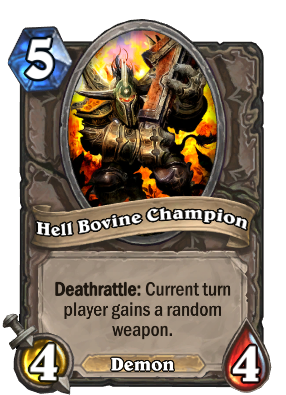 5
Hell Bovine Champion
Deathrattle: Current turn
player gains a random
weapon.
4
Demon
4